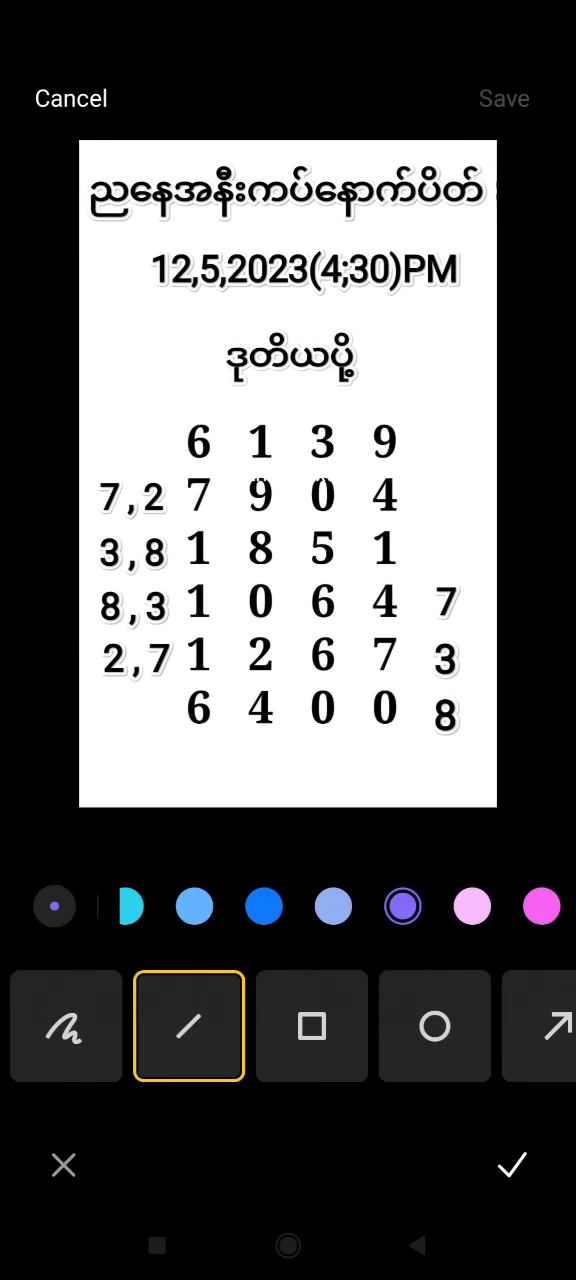 Cancel Save
ညနေအနီးကပ်နောက်ပိတ်
12,5,2023(4;30)PM
ဒုတိယပို့
6 1 3 9
7,2 7 9 0 4
3,8 1 8 5 1
8,3 1 0 6 4 7
2,7 1 2 6 7 3
6 4 0 0 8